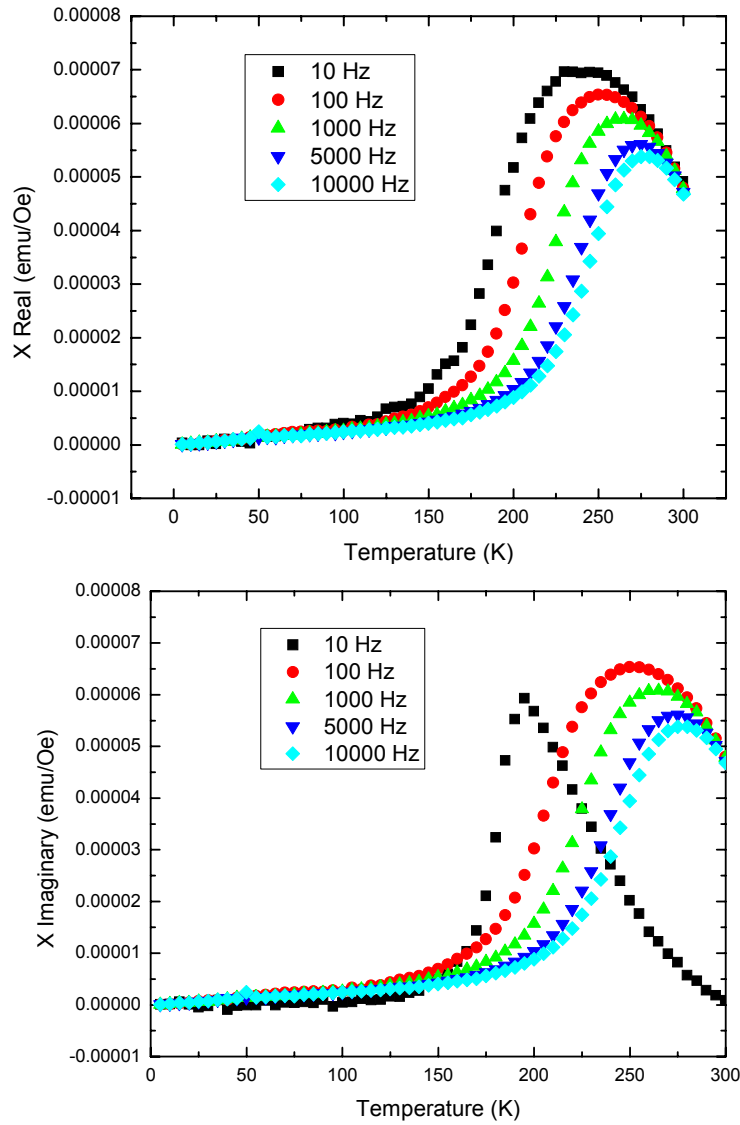 0.00008
0.00007
0.00006
0.00005
0.00004
0.00003
0.00002
0.00001
0.00000
-0.00001
X Real (emu/Oe)
10 Hz
100 Hz
1000 Hz
5000 Hz
10000 Hz
0 50 100 150 200 250 300
Temperature (K)
0.00008
0.00007
0.00006
0.00005
0.00004
0.00003
0.00002
0.00001
0.00000
-0.00001
X Imaginary (emu/Oe)
10 Hz
100 Hz
1000 Hz
5000 Hz
10000 Hz
0 50 100 150 200 250 300
Temperature (K)